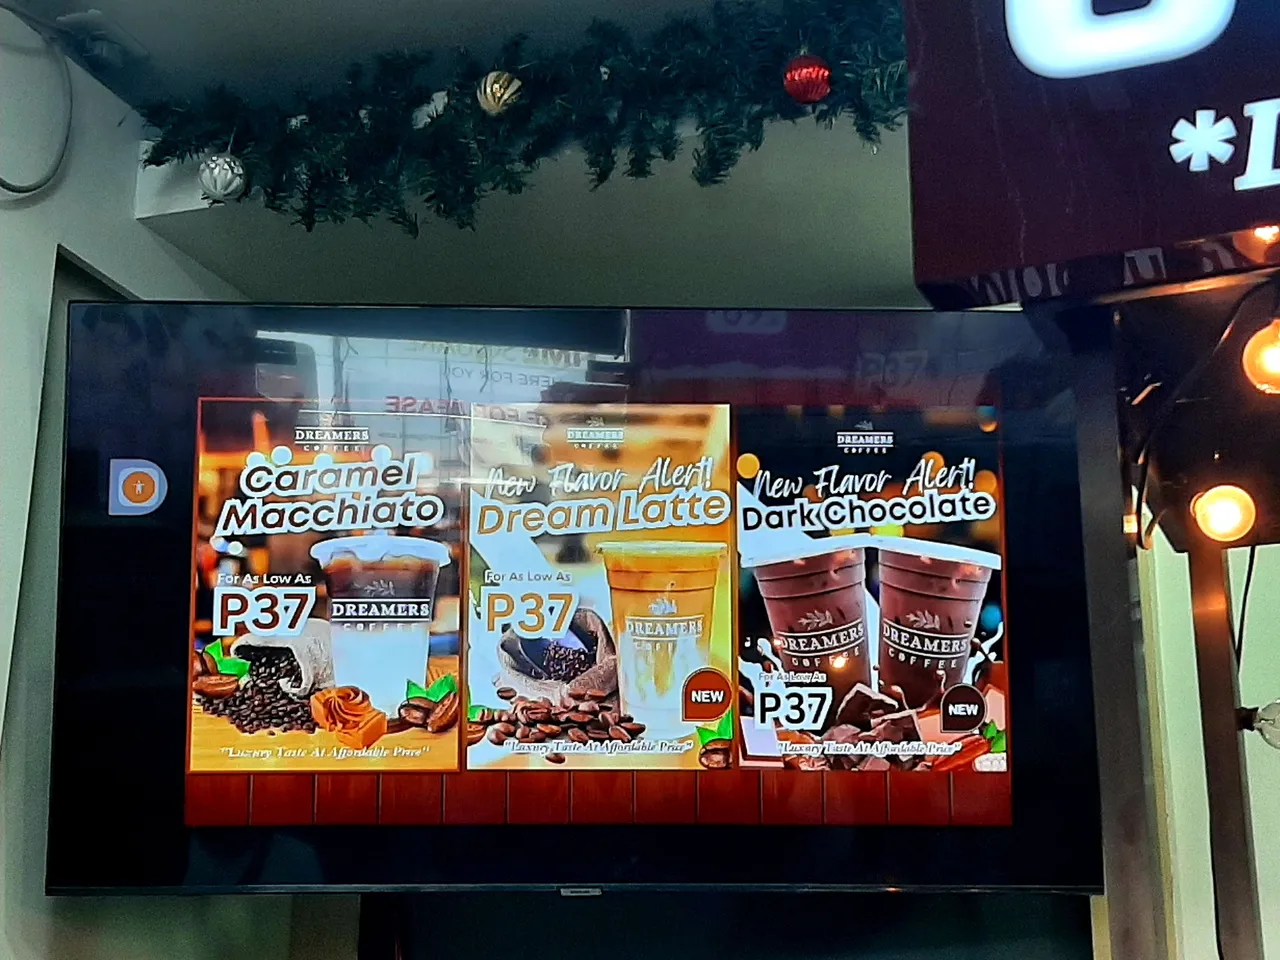 *
DREAMERS
COFFEE
Caramel
Macchiato
For As Low As
P37
DREAMERS
COFFEE
"Luxury Taste At Affordable Price"
DREAMERS
COFFEE
New Flavor Alert!
Dream Latte
For As Low As
P37
DREAMERS
COFFEE
NEW
"Luxury Taste At Affordable Price"
DREAMERS
COFFEE
New Flavor Alert!
Dark Chocolate
DREAMERS
COFFEE
DREAMERS
COFFEE
For As Low As
P37
NEW
"Luxury Taste At Affordable Price"